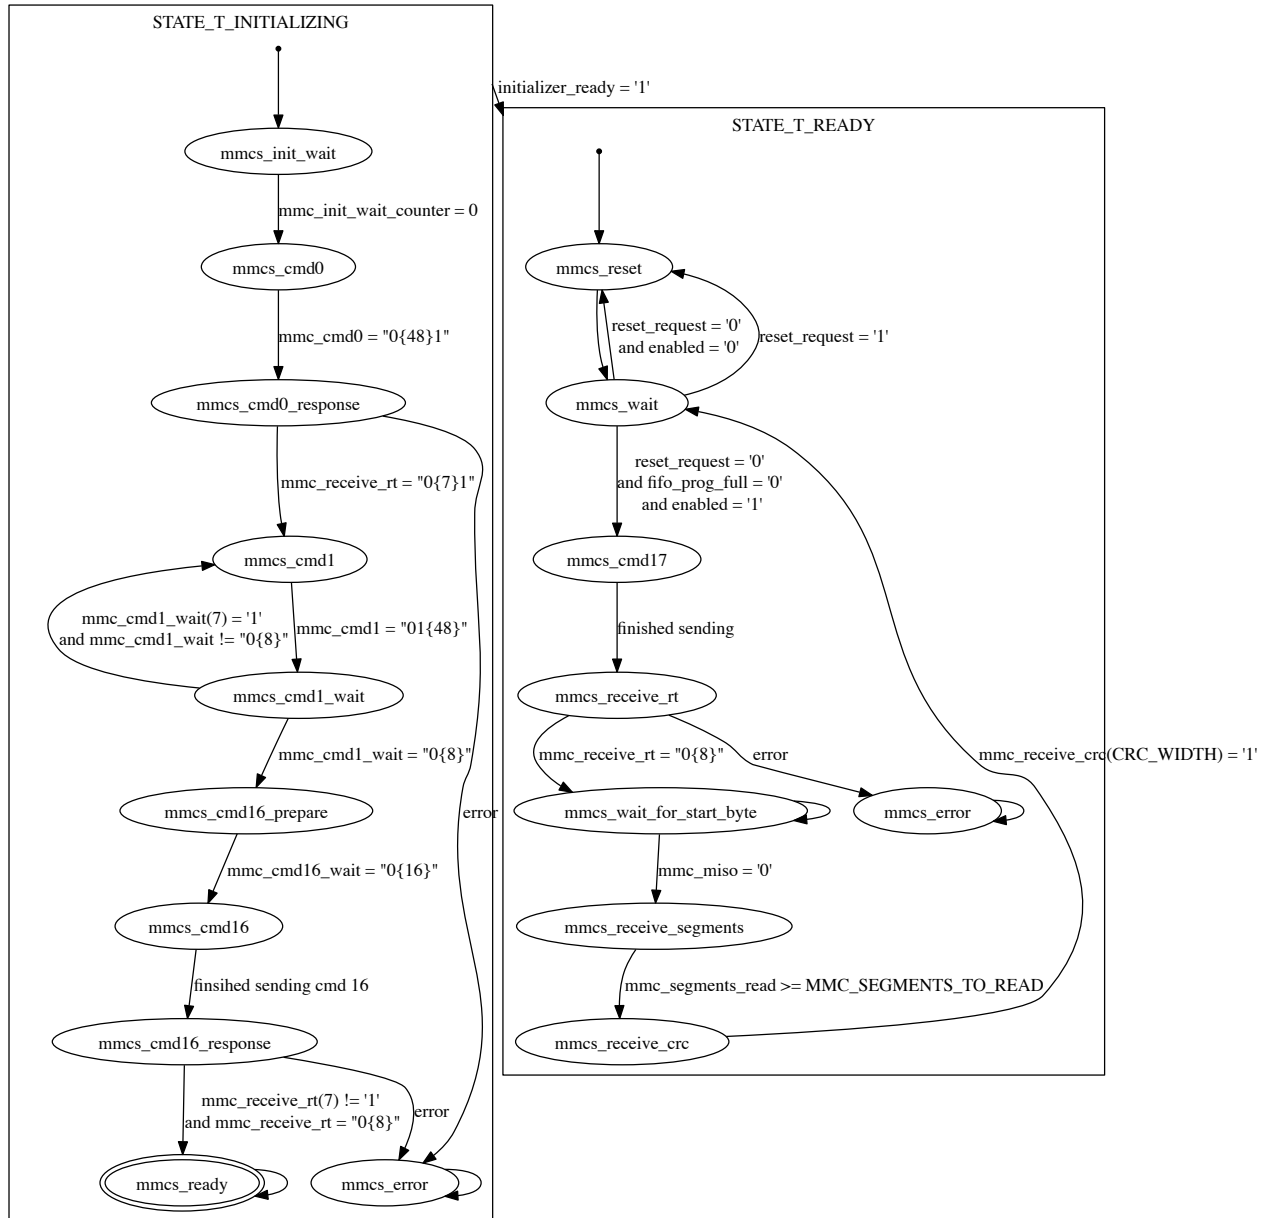 STATE_T_INITIALIZING
mmcs_init_wait
mmc_init_wait_counter = 0
mmcs_cmd0
mmc_cmd0 = "0{48}1"
mmcs_cmd0_response
mmc_receive_rt = "0{7}1"
mmcs_cmd1
mmc_cmd1_wait(7) = '1'
and mmc_cmd1_wait != "0{8}"
mmc_cmd1 = "01{48}"
mmcs_cmd1_wait
mmc_cmd1_wait = "0{8}"
mmcs_cmd16_prepare
error
mmc_cmd16_wait = "0{16}"
mmcs_cmd16
finsihed sending cmd 16
mmcs_cmd16_response
mmc_receive_rt(7) != '1'
and mmc_receive_rt = "0{8}"
error
mmcs_ready
mmcs_error
initializer_ready = '1'
STATE_T_READY
mmcs_reset
reset_request = '0'
and enabled = '0'
reset_request = '1'
mmcs_wait
reset_request = '0'
and fifo_prog_full = '0'
and enabled = '1'
mmcs_cmd17
finished sending
mmcs_receive_rt
mmc_receive_rt = "0{8}"
error
mmc_receive_crc(CRC_WIDTH) = '1'
mmcs_wait_for_start_byte
mmcs_error
mmc_miso = '0'
mmcs_receive_segments
mmc_segments_read >= MMC_SEGMENTS_TO_READ
mmcs_receive_crc